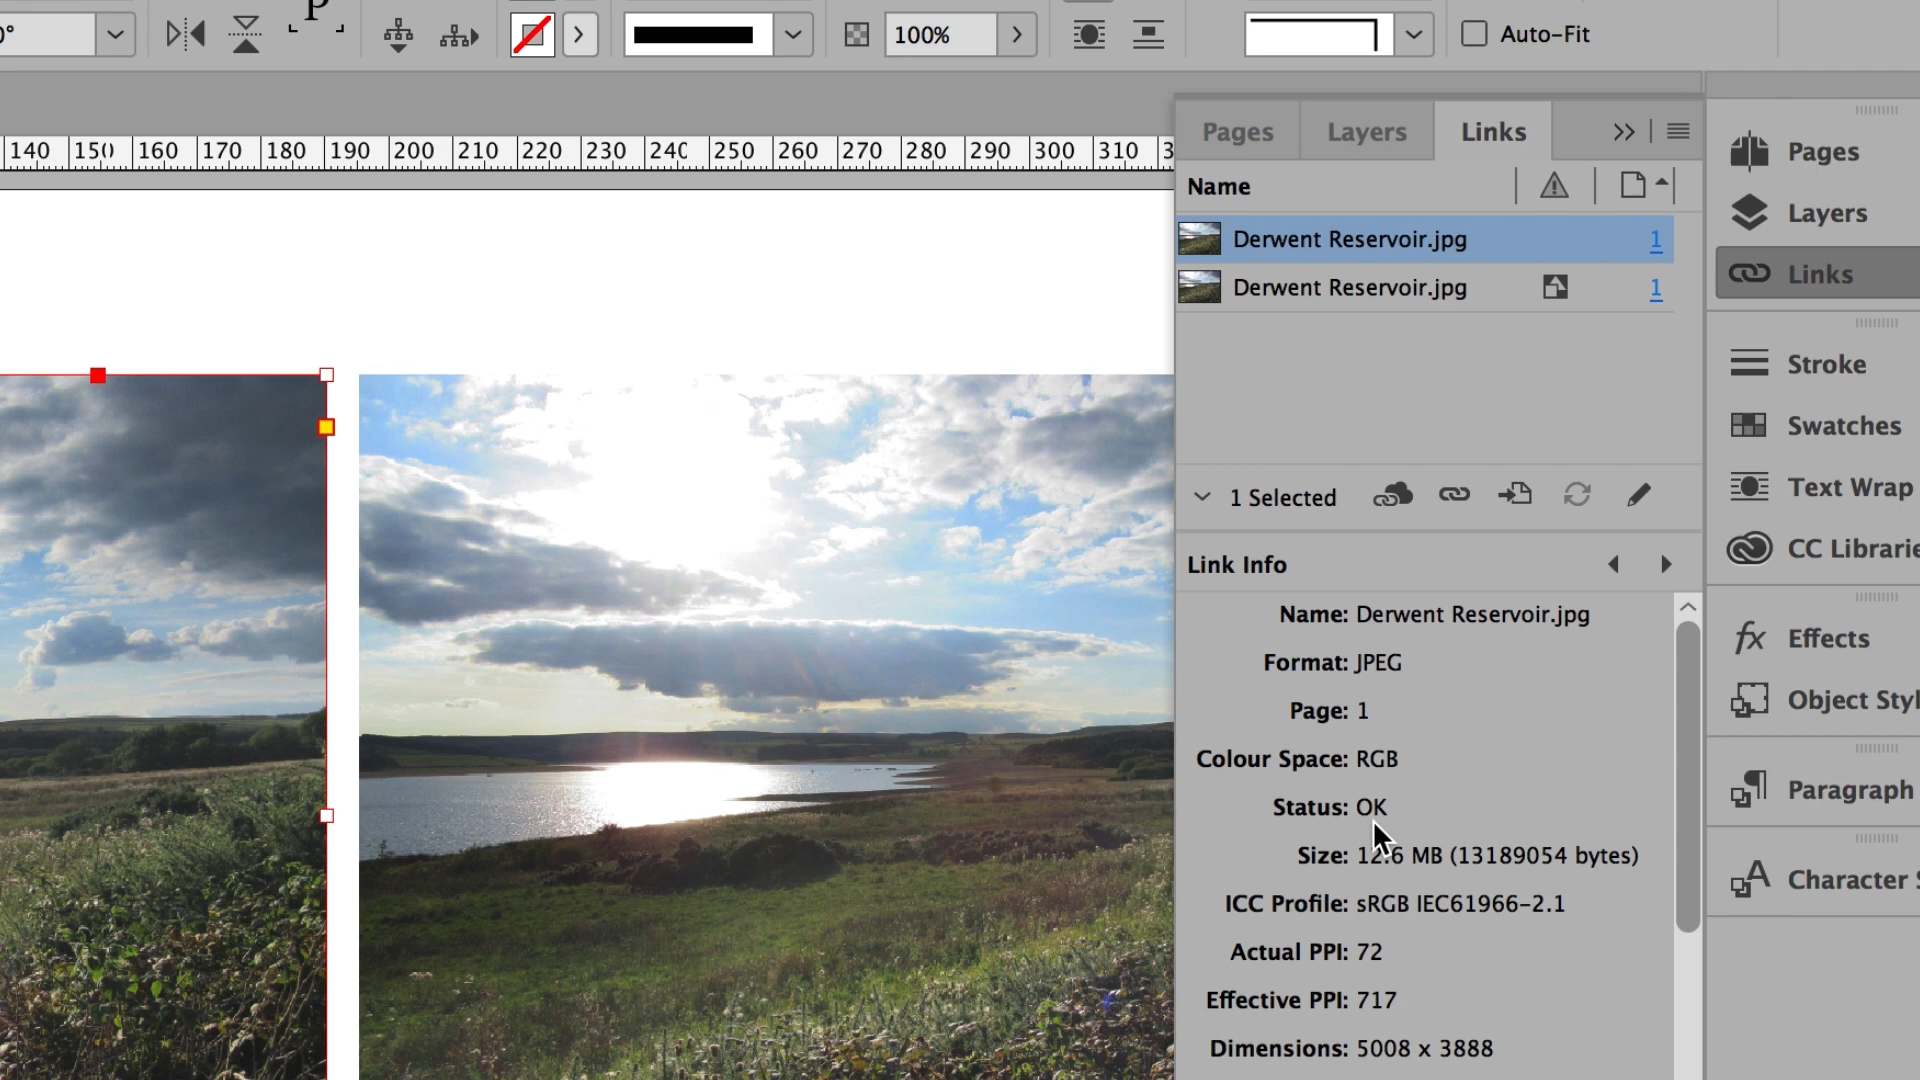 0°
P
100%
Auto-Fit
140 150 160 170 180 190 200 210 220 230 240 250 260 270 280 290 300 310 3
Pages
Layers
Links
Name
Derwent Reservoir.jpg 1
Derwent Reservoir.jpg 1
1 Selected
Link Info
Name: Derwent Reservoir.jpg
Format: JPEG
Page: 1
Colour Space: RGB
Status: OK
Size: 12.6 MB (13189054 bytes)
ICC Profile: sRGB IEC61966-2.1
Actual PPI: 72
Effective PPI: 717
Dimensions: 5008 x 3888
Pages
Layers
Links
Stroke
Swatches
Text Wrap
CC Librarie
fx Effects
Object Styl
Paragraph
A Character S